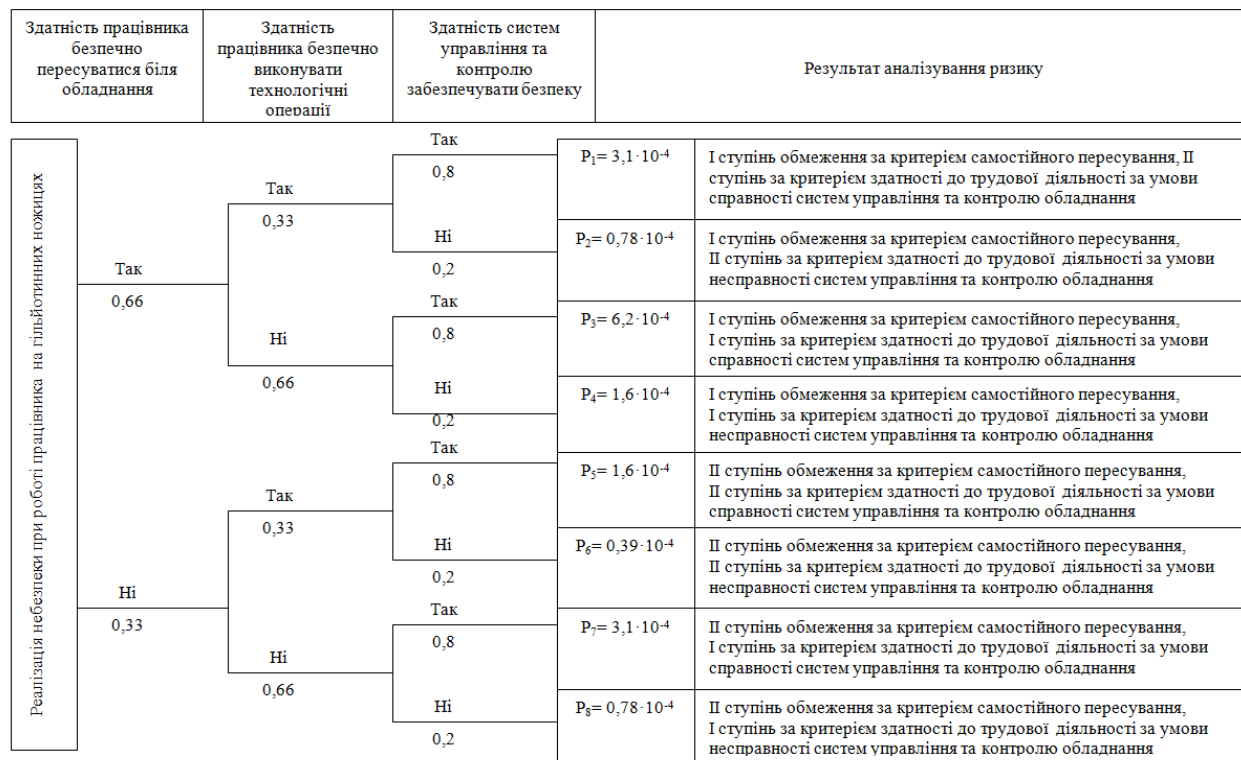 Здатність працівника
безпечно
пересуватися біля
обладнання
Здатність
працівника безпечно
виконувати
технологічні
операції
Здатність систем
управління та
контролю
забезпечувати безпеку
Результат аналізування ризику
Реалізація небезпеки при роботі працівника на гільйотинних ножицях
Так
0,66
Ні
0,33
Так
0,33
Ні
0,66
Так
0,33
Ні
0,66
Так
0,8
Ні
0,2
Так
0,8
Ні
0,2
Так
0,8
Ні
0,2
Так
0,8
Ні
0,2
P₁= 3,1·10⁻⁴
І ступінь обмеження за критерієм самостійного пересування, ІІ
ступінь за критерієм здатності до трудової діяльності за умови
справності систем управління та контролю обладнання
P₂= 0,78·10⁻⁴
І ступінь обмеження за критерієм самостійного пересування,
ІІ ступінь за критерієм здатності до трудової діяльності за умови
несправності систем управління та контролю обладнання
P₃= 6,2·10⁻⁴
І ступінь обмеження за критерієм самостійного пересування,
І ступінь за критерієм здатності до трудової діяльності за умови
справності систем управління та контролю обладнання
P₄= 1,6·10⁻⁴
І ступінь обмеження за критерієм самостійного пересування,
І ступінь за критерієм здатності до трудової діяльності за умови
несправності систем управління та контролю обладнання
P₅= 1,6·10⁻⁴
ІІ ступінь обмеження за критерієм самостійного пересування,
ІІ ступінь за критерієм здатності до трудової діяльності за умови
справності систем управління та контролю обладнання
P₆= 0,39·10⁻⁴
ІІ ступінь обмеження за критерієм самостійного пересування,
ІІ ступінь за критерієм здатності до трудової діяльності за умови
несправності систем управління та контролю обладнання
P₇= 3,1·10⁻⁴
ІІ ступінь обмеження за критерієм самостійного пересування,
І ступінь за критерієм здатності до трудової діяльності за умови
справності систем управління та контролю обладнання
P₈= 0,78·10⁻⁴
ІІ ступінь обмеження за критерієм самостійного пересування,
І ступінь за критерієм здатності до трудової діяльності за умови
несправності систем управління та контролю обладнання